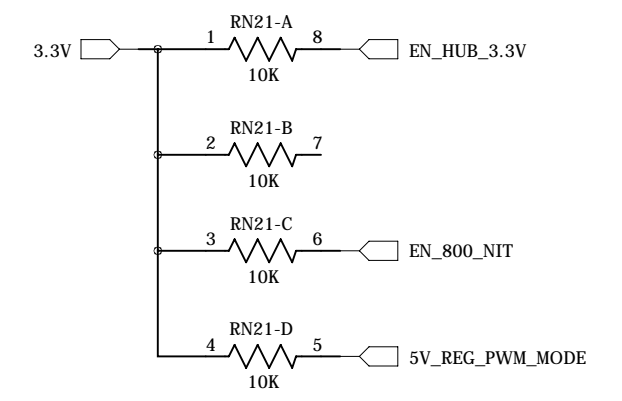 RN21-A
3.3V 1 8 EN_HUB_3.3V
10K
RN21-B
2 7
10K
RN21-C
3 6 EN_800_NIT
10K
RN21-D
4 5 5V_REG_PWM_MODE
10K